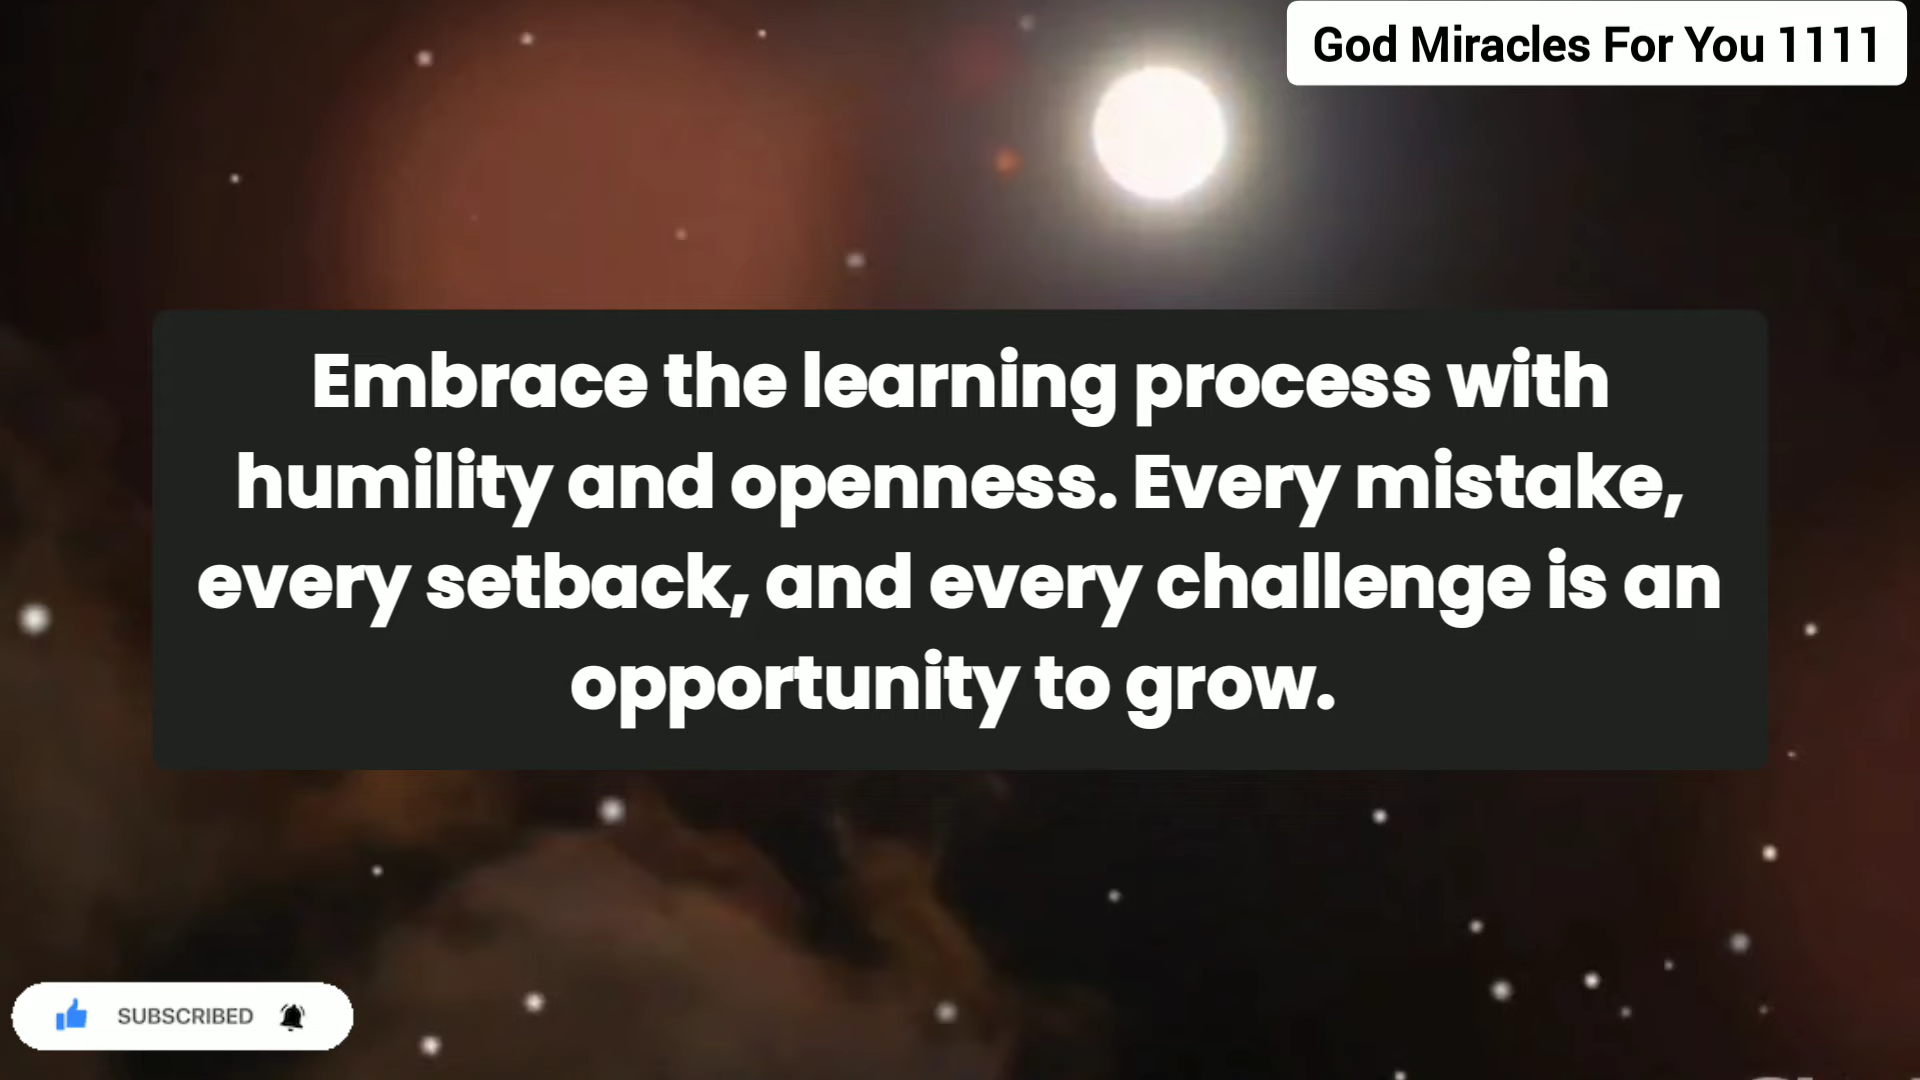 God Miracles For You 1111
Embrace the learning process with
humility and openness. Every mistake,
every setback, and every challenge is an
opportunity to grow.
SUBSCRIBED